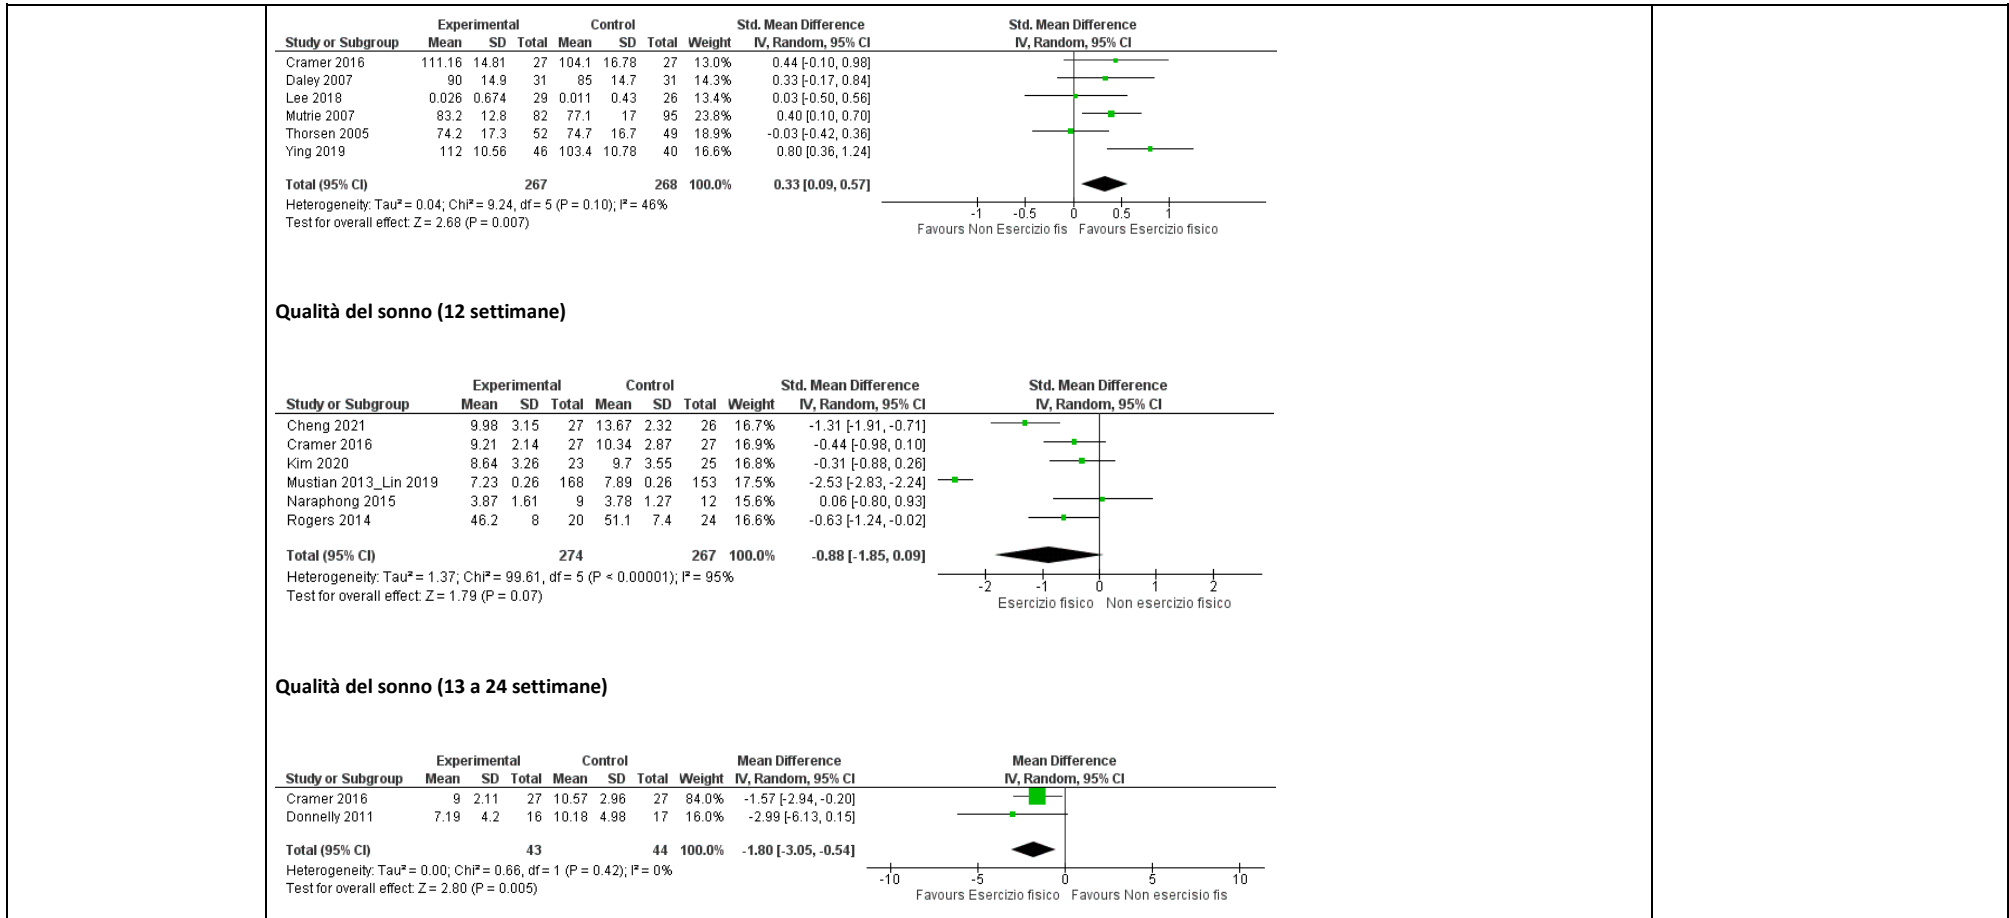 Experimental Control Std. Mean Difference Std. Mean Difference
Study or Subgroup Mean SD Total Mean SD Total Weight IV, Random, 95% CI IV, Random, 95% CI
Cramer 2016 111.16 14.81 27 104.1 16.78 27 13.0% 0.44 [-0.10, 0.98]
Daley 2007 90 14.9 31 85 14.7 31 14.3% 0.33 [-0.17, 0.84]
Lee 2018 0.026 0.674 29 0.011 0.43 26 13.4% 0.03 [-0.50, 0.56]
Mutrie 2007 83.2 12.8 82 77.1 17 95 23.8% 0.40 [0.10, 0.70]
Thorsen 2005 74.2 17.3 52 74.7 16.7 49 18.9% -0.03 [-0.42, 0.36]
Ying 2019 112 10.56 46 103.4 10.78 40 16.6% 0.80 [0.36, 1.24]
Total (95% CI) 267 268 100.0% 0.33 [0.09, 0.57]
Heterogeneity: Tau² = 0.04; Chi² = 9.24, df = 5 (P = 0.10); I² = 46%
Test for overall effect: Z = 2.68 (P = 0.007)
-1 -0.5 0 0.5 1
Favours Non Esercizio fis Favours Esercizio fisico
Qualità del sonno (12 settimane)
Experimental Control Std. Mean Difference Std. Mean Difference
Study or Subgroup Mean SD Total Mean SD Total Weight IV, Random, 95% CI IV, Random, 95% CI
Cheng 2021 9.98 3.15 27 13.67 2.32 26 16.7% -1.31 [-1.91, -0.71]
Cramer 2016 9.21 2.14 27 10.34 2.87 27 16.9% -0.44 [-0.98, 0.10]
Kim 2020 8.64 3.26 23 9.7 3.55 25 16.8% -0.31 [-0.88, 0.26]
Mustian 2013_Lin 2019 7.23 0.26 168 7.89 0.26 153 17.5% -2.53 [-2.83, -2.24]
Naraphong 2015 3.87 1.61 9 3.78 1.27 12 15.6% 0.06 [-0.80, 0.93]
Rogers 2014 46.2 8 20 51.1 7.4 24 16.6% -0.63 [-1.24, -0.02]
Total (95% CI) 274 267 100.0% -0.88 [-1.85, 0.09]
Heterogeneity: Tau² = 1.37; Chi² = 99.61, df = 5 (P < 0.00001); I² = 95%
Test for overall effect: Z = 1.79 (P = 0.07)
-2 -1 0 1 2
Esercizio fisico Non esercizio fisico
Qualità del sonno (13 a 24 settimane)
Experimental Control Mean Difference Mean Difference
Study or Subgroup Mean SD Total Mean SD Total Weight IV, Random, 95% CI IV, Random, 95% CI
Cramer 2016 9 2.11 27 10.57 2.96 27 84.0% -1.57 [-2.94, -0.20]
Donnelly 2011 7.19 4.2 16 10.18 4.98 17 16.0% -2.99 [-6.13, 0.15]
Total (95% CI) 43 44 100.0% -1.80 [-3.05, -0.54]
Heterogeneity: Tau² = 0.00; Chi² = 0.66, df = 1 (P = 0.42); I² = 0%
Test for overall effect: Z = 2.80 (P = 0.005)
-10 -5 0 5 10
Favours Esercizio fisico Favours Non esercisio fis